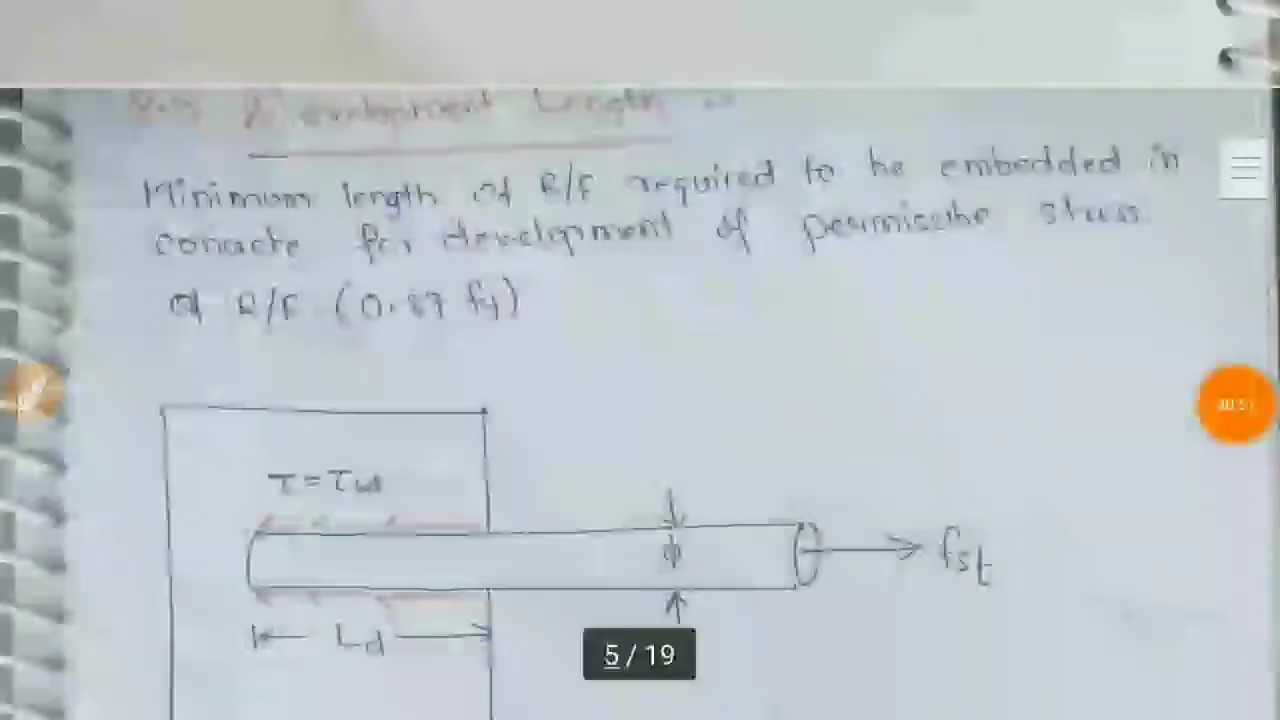 Development Length :-
Minimum length of R/F required to be embedded in
concrete for development of permissible stress
of R/F (0.87 fy)
τ = τbd
ϕ
fst
Ld
5 / 19